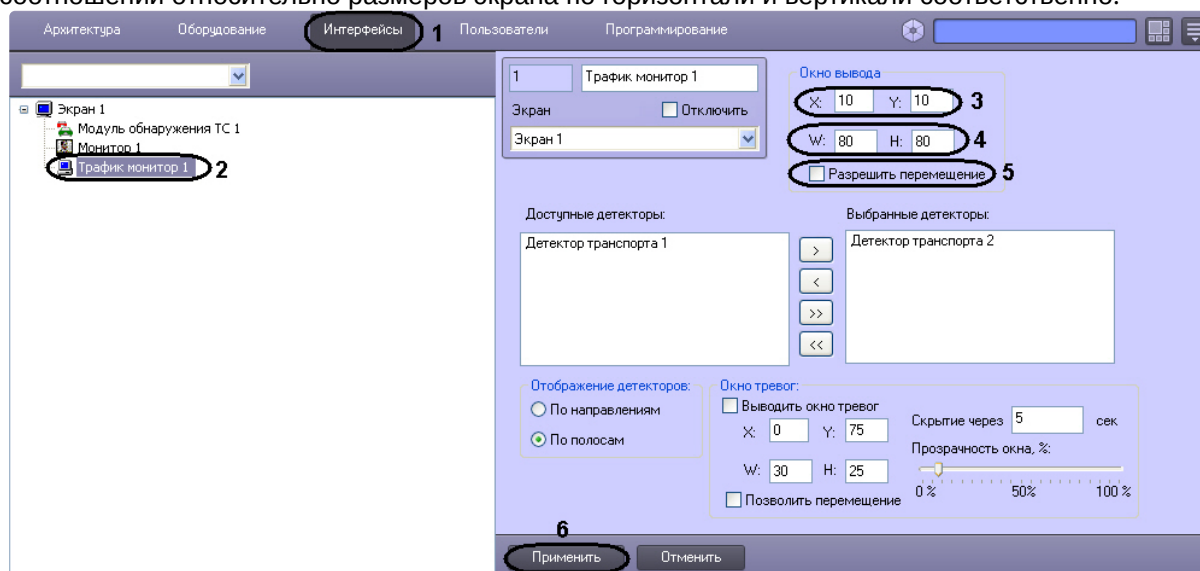 соотношении относительно размеров экрана по горизонтали и вертикали соответственно.
Архитектура Оборудование Интерфейсы 1 Пользователи Программирование
Экран 1
Модуль обнаружения ТС 1
Монитор 1
Трафик монитор 1 2
1 Трафик монитор 1
Экран Отключить
Экран 1
Окно вывода
X: 10 Y: 10 3
W: 80 H: 80 4
Разрешить перемещение 5
Доступные детекторы: Выбранные детекторы:
Детектор транспорта 1 > Детектор транспорта 2
<
>>
<<
Отображение детекторов:
По направлениям
По полосам
Окно тревог:
Выводить окно тревог
X: 0 Y: 75
W: 30 H: 25
Позволить перемещение
Скрытие через 5 сек
Прозрачность окна, %:
0 % 50% 100 %
6
Применить Отменить